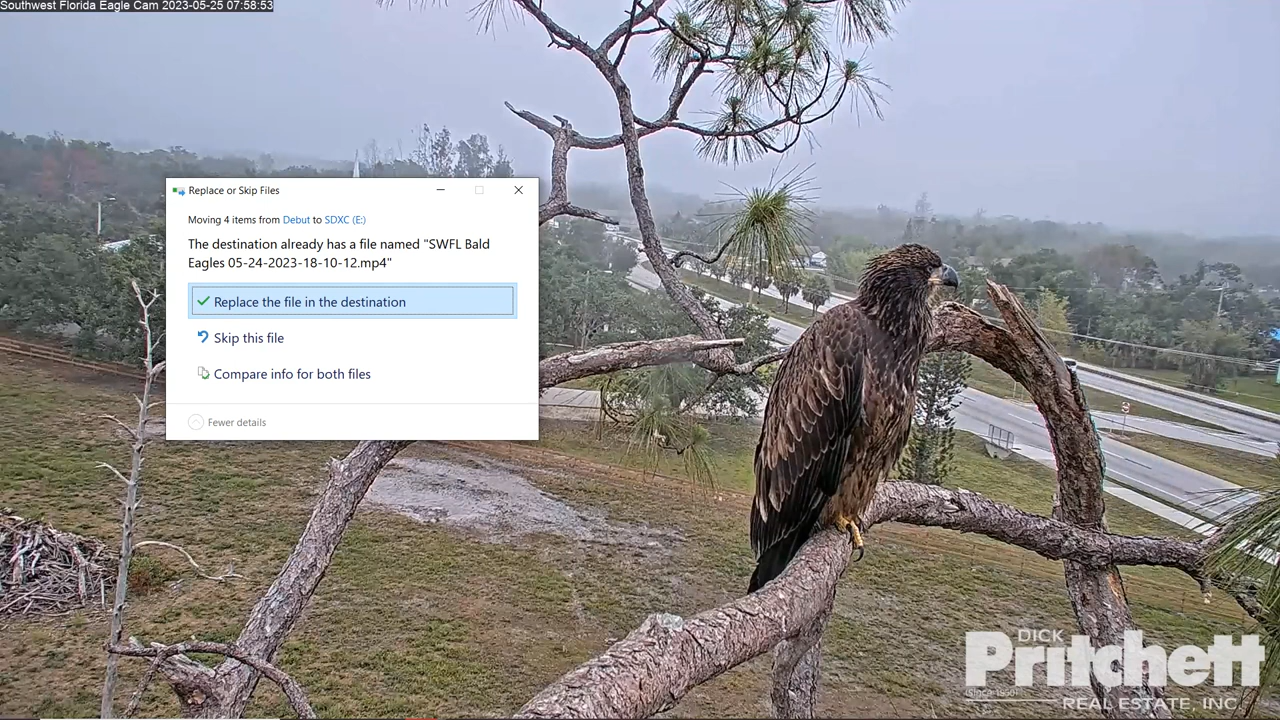 Southwest Florida Eagle Cam 2023-05-25 07:58:53
Replace or Skip Files
Moving 4 items from Debut to SDXC (E:)
The destination already has a file named "SWFL Bald
Eagles 05-24-2023-18-10-12.mp4"
Replace the file in the destination
Skip this file
Compare info for both files
Fewer details
DICK
Pritchett
(since 1950)
REAL ESTATE, INC.